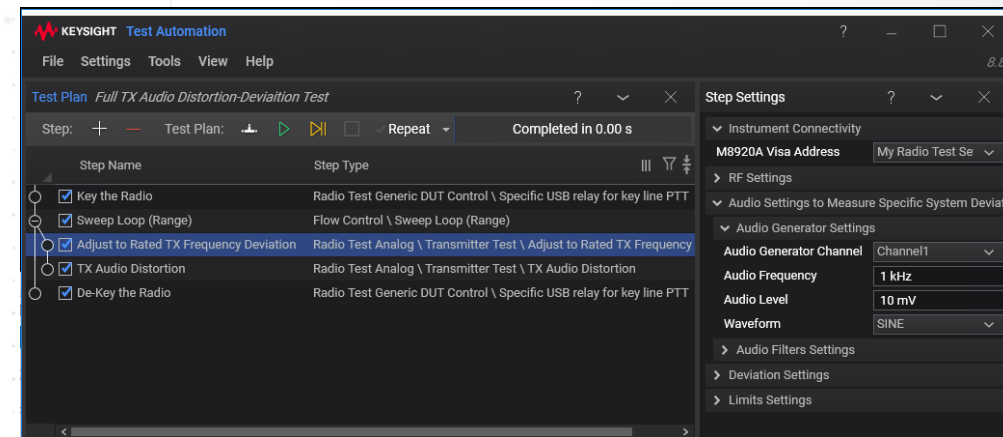 KEYSIGHT Test Automation
File Settings Tools View Help
8.8
Test Plan Full TX Audio Distortion-Deviaition Test
Step: Test Plan: Repeat Completed in 0.00 s
Step Name Step Type
Key the Radio Radio Test Generic DUT Control \ Specific USB relay for key line PTT
Sweep Loop (Range) Flow Control \ Sweep Loop (Range)
Adjust to Rated TX Frequency Deviation Radio Test Analog \ Transmitter Test \ Adjust to Rated TX Frequency
TX Audio Distortion Radio Test Analog \ Transmitter Test \ TX Audio Distortion
De-Key the Radio Radio Test Generic DUT Control \ Specific USB relay for key line PTT
Step Settings
Instrument Connectivity
M8920A Visa Address My Radio Test Se
RF Settings
Audio Settings to Measure Specific System Deviat
Audio Generator Settings
Audio Generator Channel Channel1
Audio Frequency 1 kHz
Audio Level 10 mV
Waveform SINE
Audio Filters Settings
Deviation Settings
Limits Settings